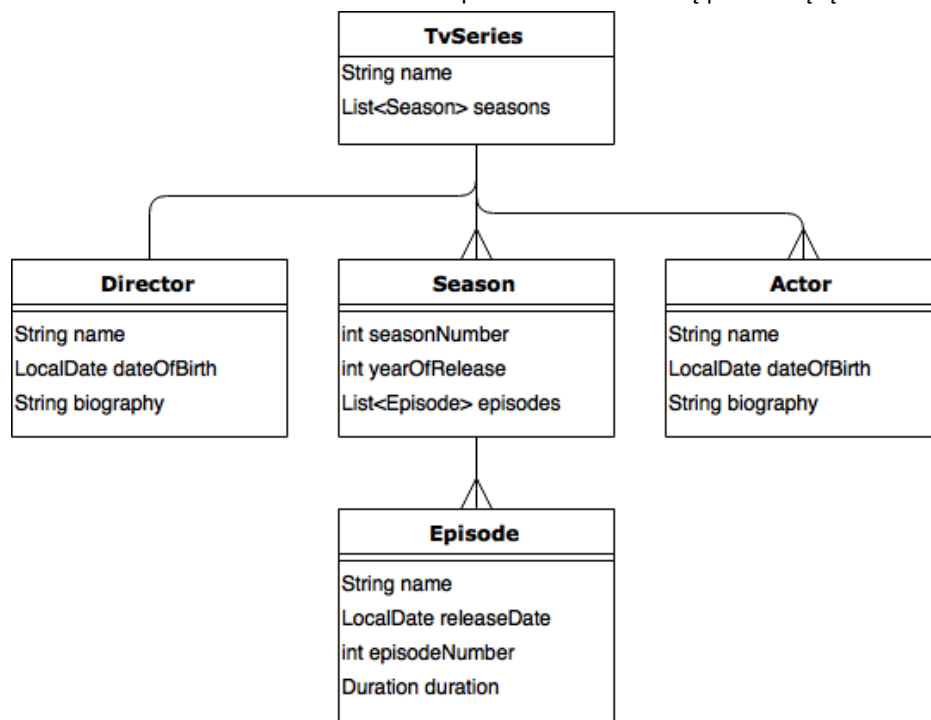 TvSeries
String name
List<Season> seasons
Director
String name
LocalDate dateOfBirth
String biography
Season
int seasonNumber
int yearOfRelease
List<Episode> episodes
Actor
String name
LocalDate dateOfBirth
String biography
Episode
String name
LocalDate releaseDate
int episodeNumber
Duration duration